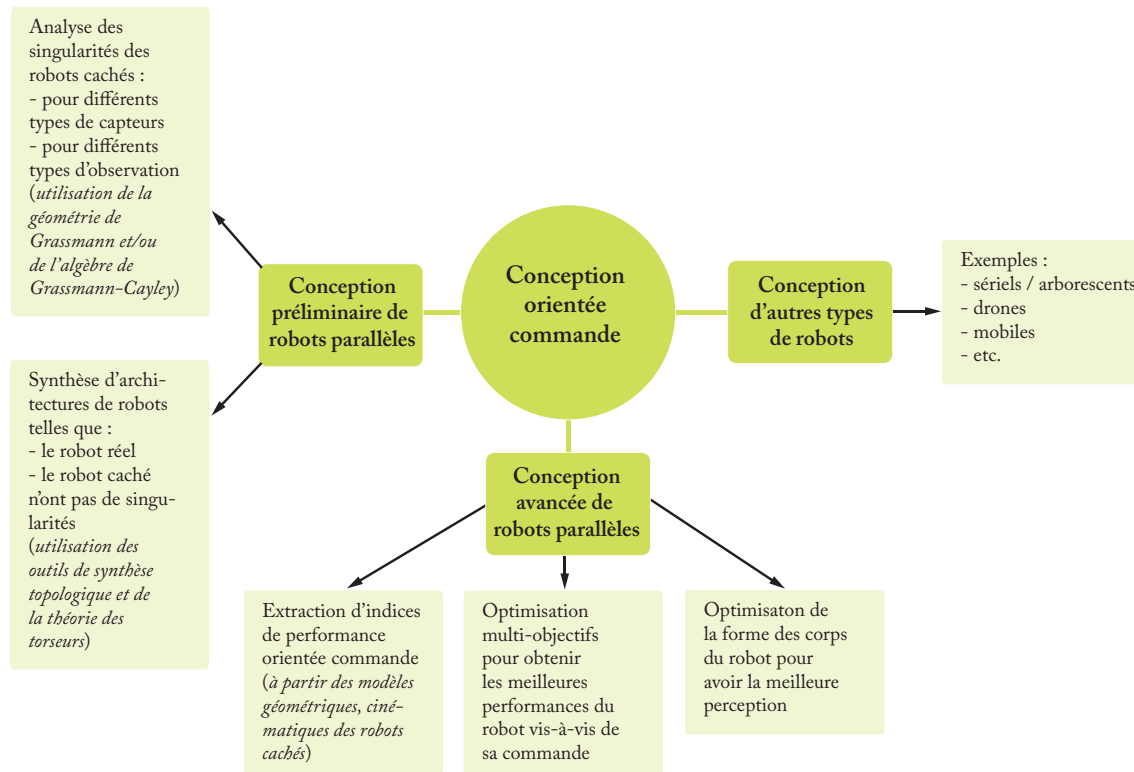 Analyse des
singularités des
robots cachés :
- pour différents
types de capteurs
- pour différents
types d'observation
(utilisation de la
géométrie de
Grassmann et/ou
de l'algèbre de
Grassmann-Cayley)
Conception
préliminaire de
robots parallèles
Conception
orientée
commande
Conception
d'autres types
de robots
Exemples :
- sériels / arborescents
- drones
- mobiles
- etc.
Synthèse d'archi-
tectures de robots
telles que :
- le robot réel
- le robot caché
n'ont pas de singu-
larités
(utilisation des
outils de synthèse
topologique et de
la théorie des
torseurs)
Conception
avancée de
robots parallèles
Extraction d'indices
de performance
orientée commande
(à partir des modèles
géométriques, ciné-
matiques des robots
cachés)
Optimisation
multi-objectifs
pour obtenir
les meilleures
performances du
robot vis-à-vis de
sa commande
Optimisaton de
la forme des corps
du robot pour
avoir la meilleure
perception